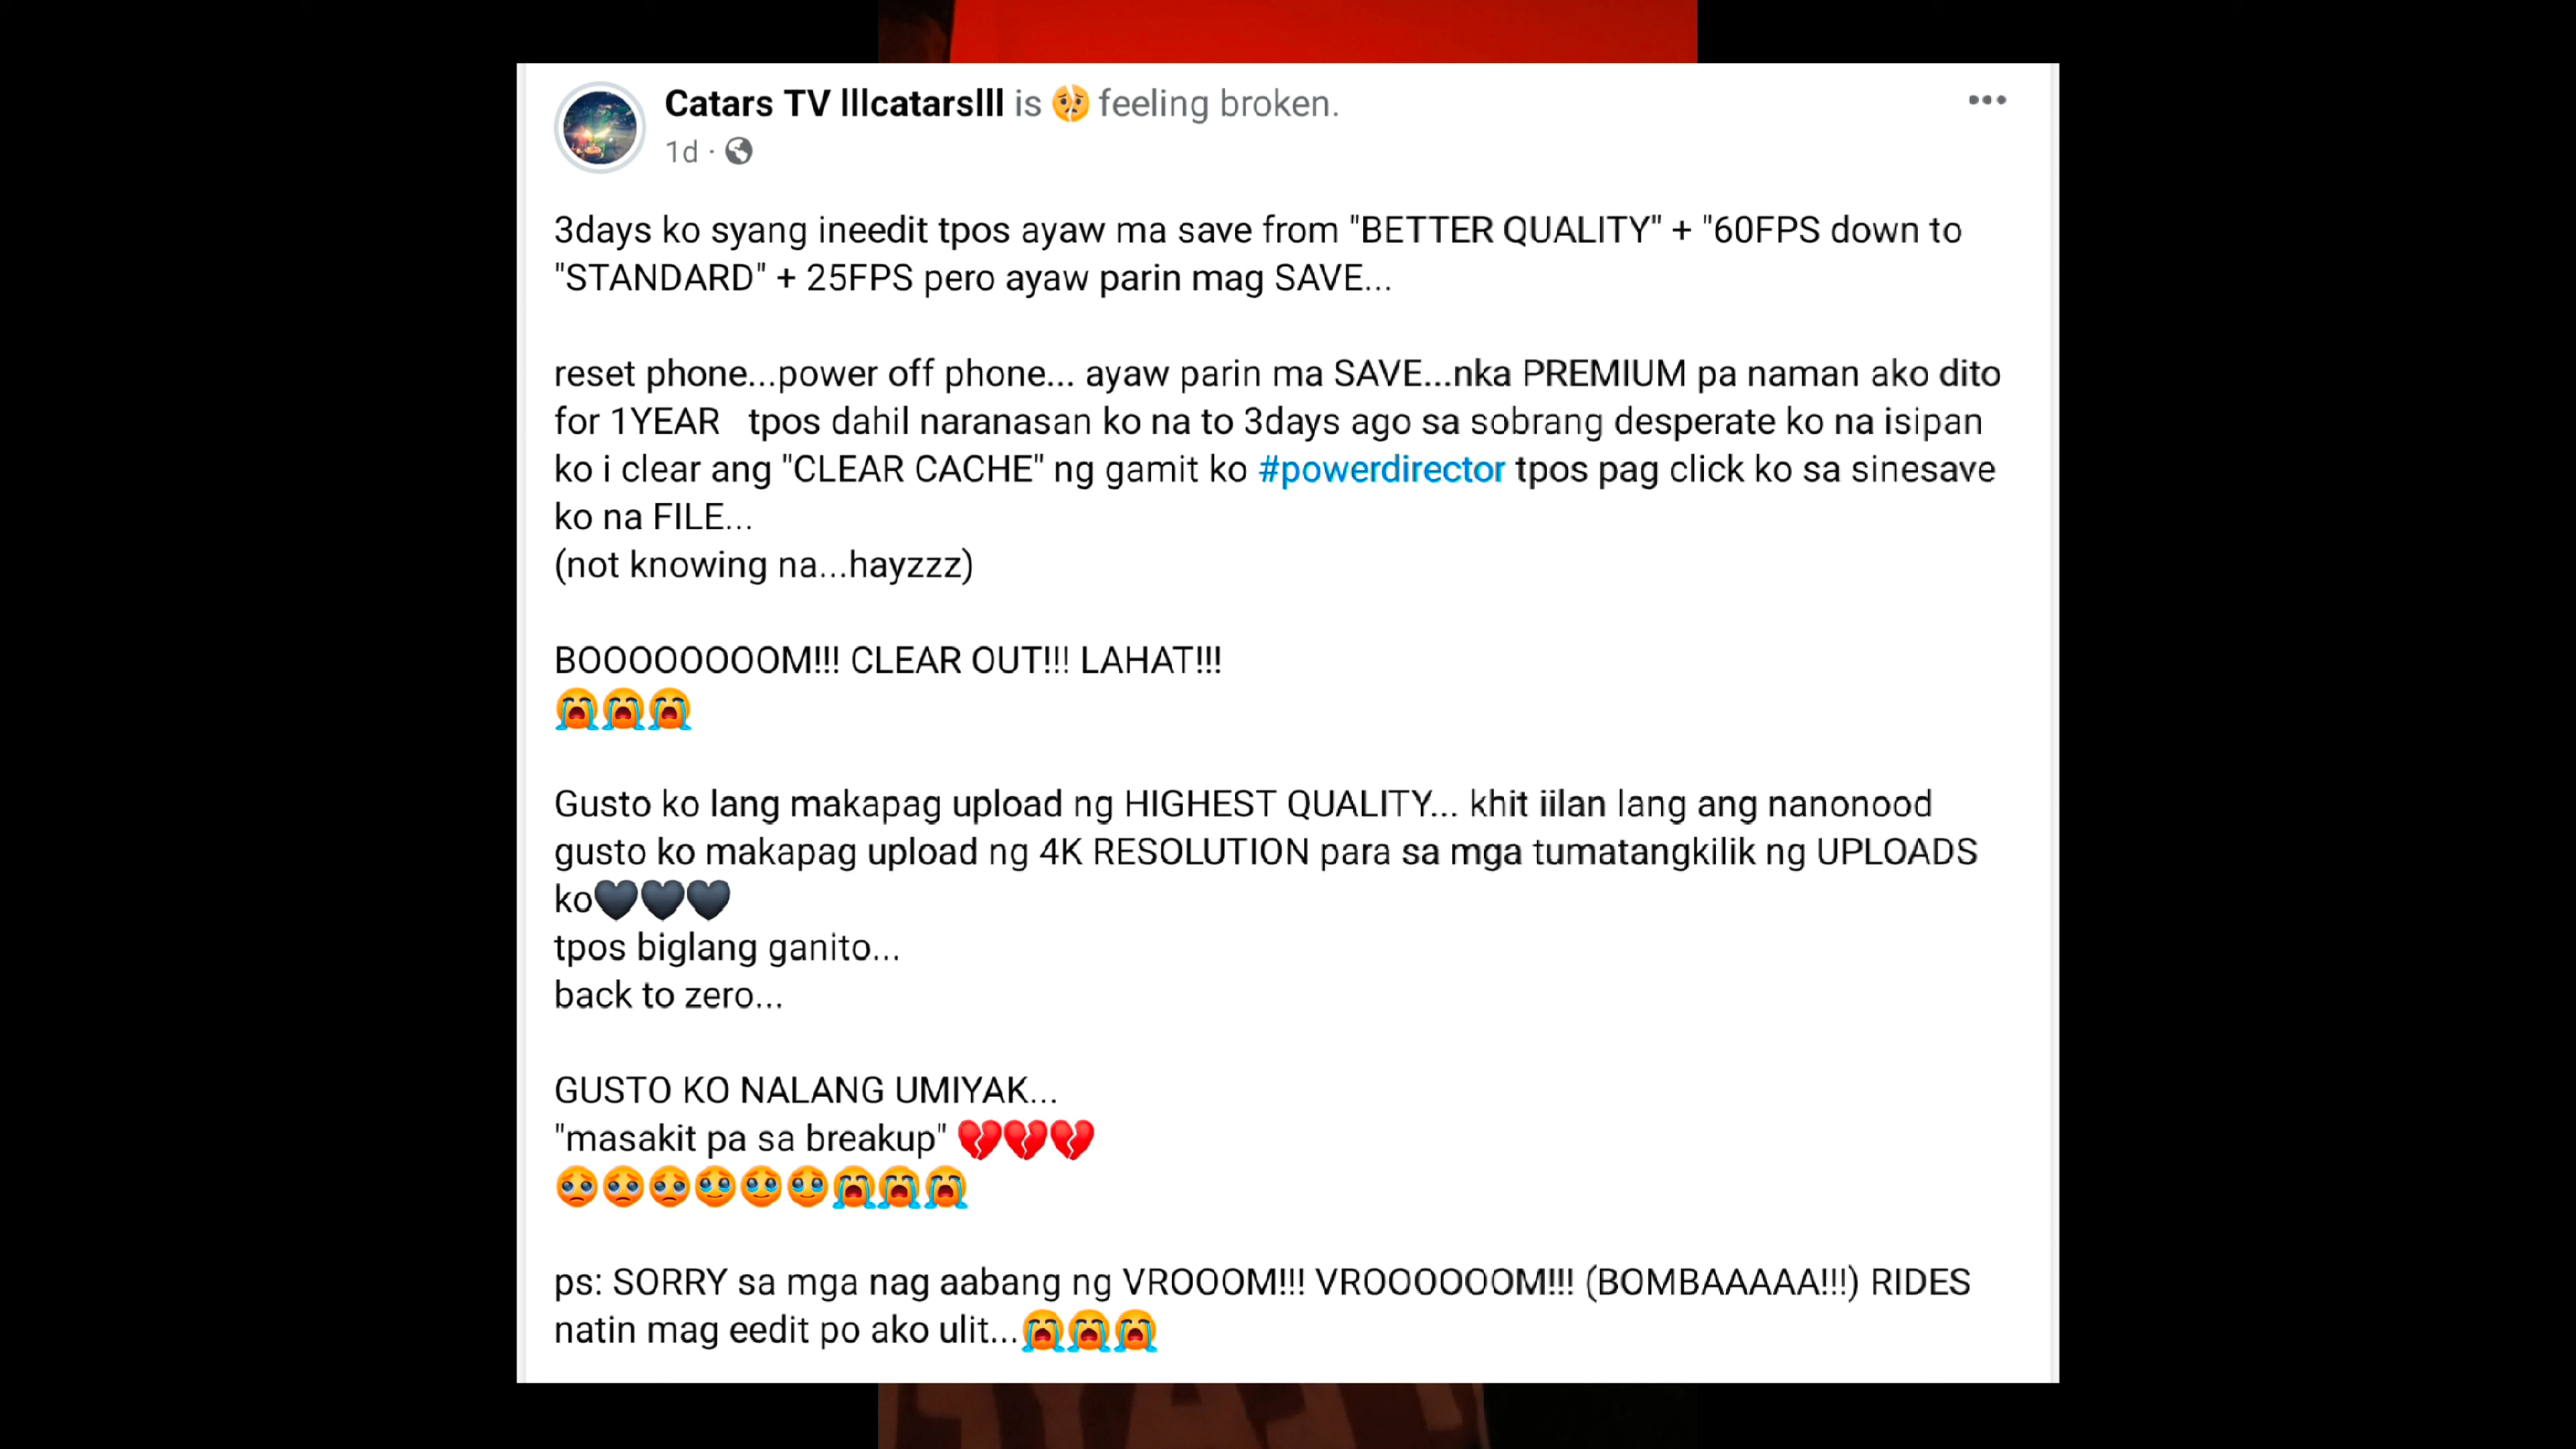 Catars TV lllcatarslll is 🥺 feeling broken.
1d ·
3days ko syang ineedit tpos ayaw ma save from "BETTER QUALITY" + "60FPS down to
"STANDARD" + 25FPS pero ayaw parin mag SAVE...
reset phone...power off phone... ayaw parin ma SAVE...nka PREMIUM pa naman ako dito
for 1YEAR   tpos dahil naranasan ko na to 3days ago sa sobrang desperate ko na isipan
ko i clear ang "CLEAR CACHE" ng gamit ko #powerdirector tpos pag click ko sa sinesave
ko na FILE...
(not knowing na...hayzzz)
BOOOOOOOOM!!! CLEAR OUT!!! LAHAT!!!
😭😭😭
Gusto ko lang makapag upload ng HIGHEST QUALITY... khit iilan lang ang nanonood
gusto ko makapag upload ng 4K RESOLUTION para sa mga tumatangkilik ng UPLOADS
ko🖤🖤🖤
tpos biglang ganito...
back to zero...
GUSTO KO NALANG UMIYAK...
"masakit pa sa breakup" 💔💔💔
🥺🥺🥺🥹🥹🥹😭😭😭
ps: SORRY sa mga nag aabang ng VROOOM!!! VROOOOOOM!!! (BOMBAAAAA!!!) RIDES
natin mag eedit po ako ulit...😭😭😭